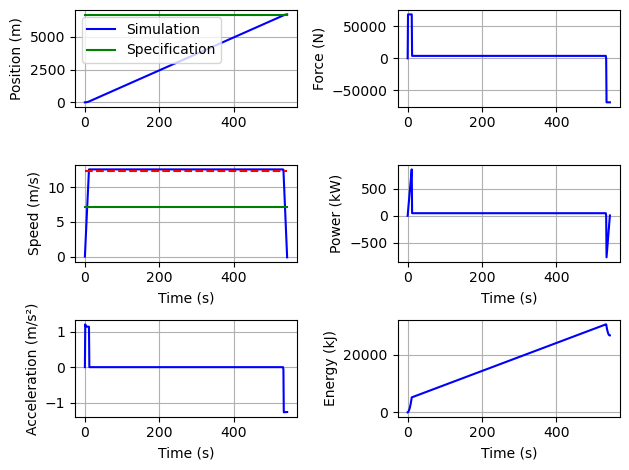 Position (m)
5000
2500
0
0
200
400
Simulation
Specification
Force (N)
50000
0
−50000
0
200
400
Speed (m/s)
10
5
0
0
200
400
Time (s)
Power (kW)
500
0
−500
0
200
400
Time (s)
Acceleration (m/s²)
1
0
−1
0
200
400
Time (s)
Energy (kJ)
20000
0
0
200
400
Time (s)